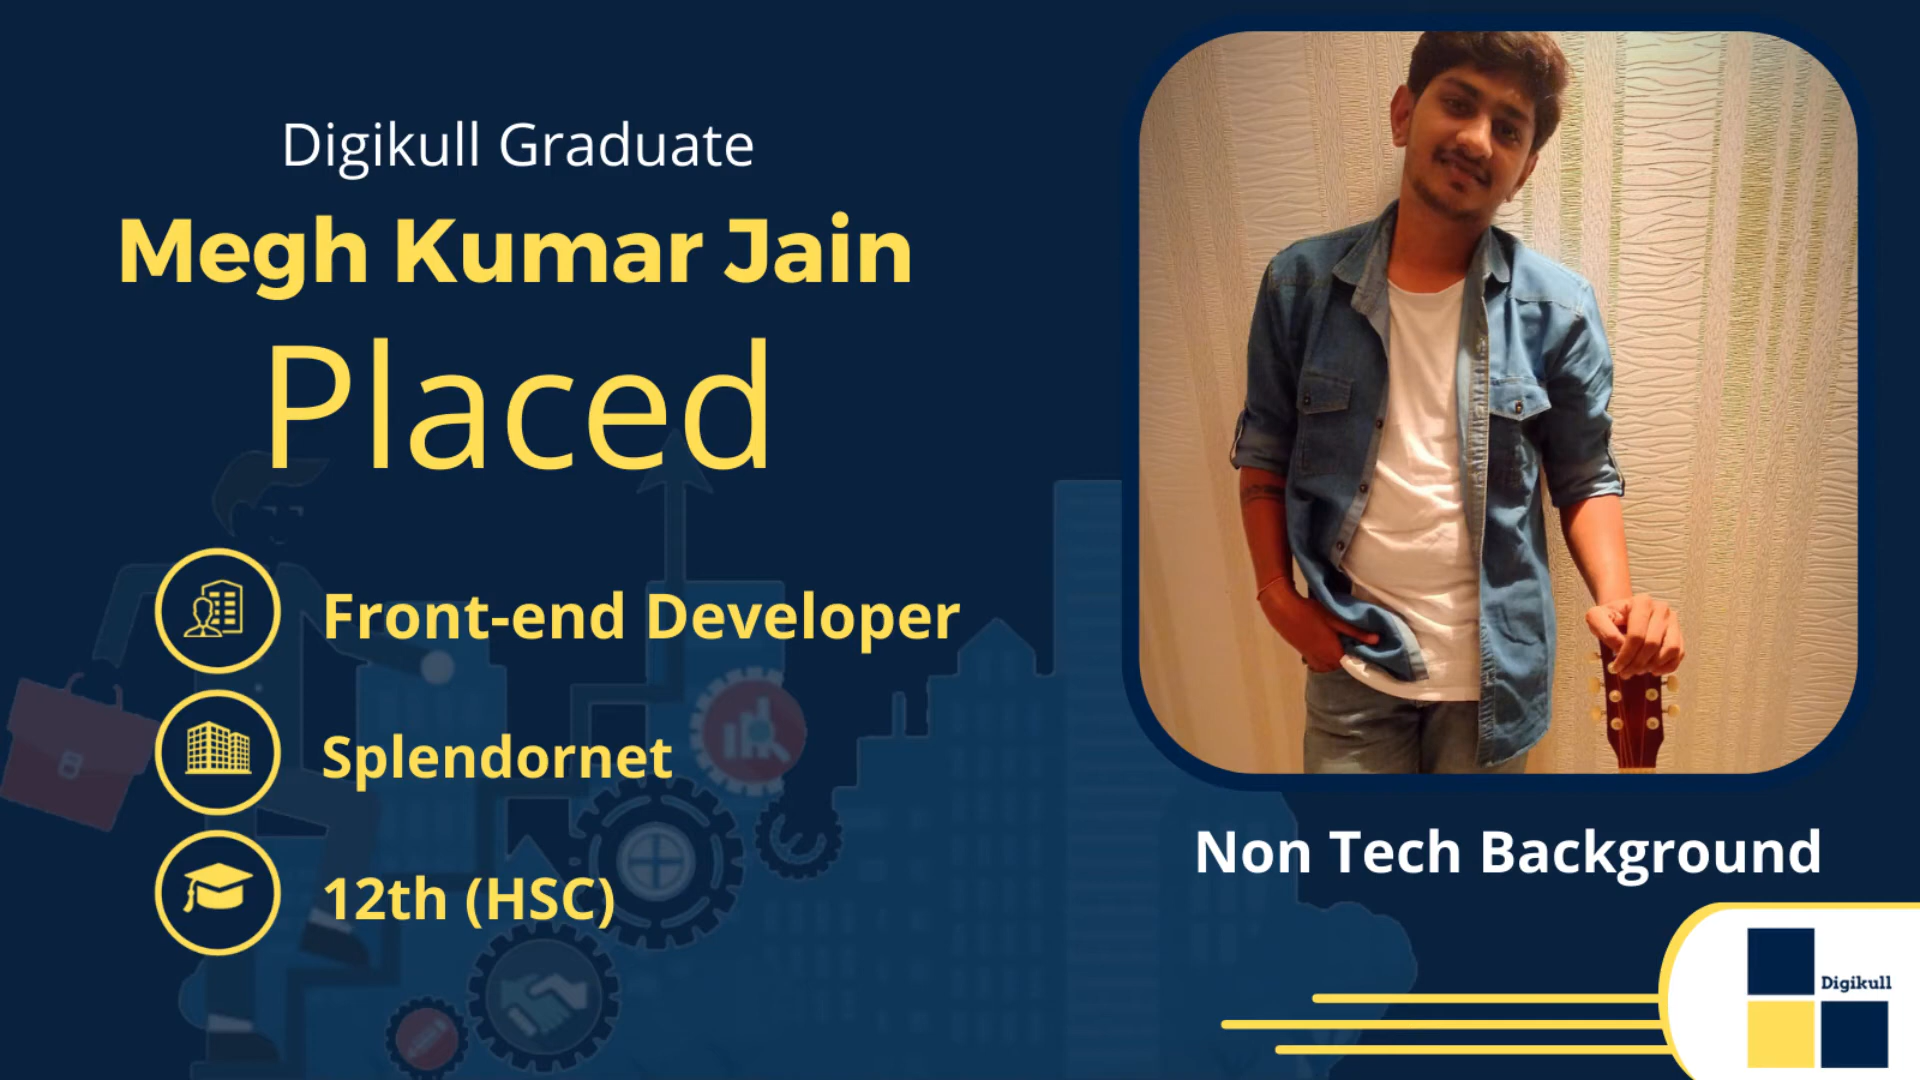 Digikull Graduate
Megh Kumar Jain
Placed
Front-end Developer
Splendornet
12th (HSC)
Non Tech Background
Digikull